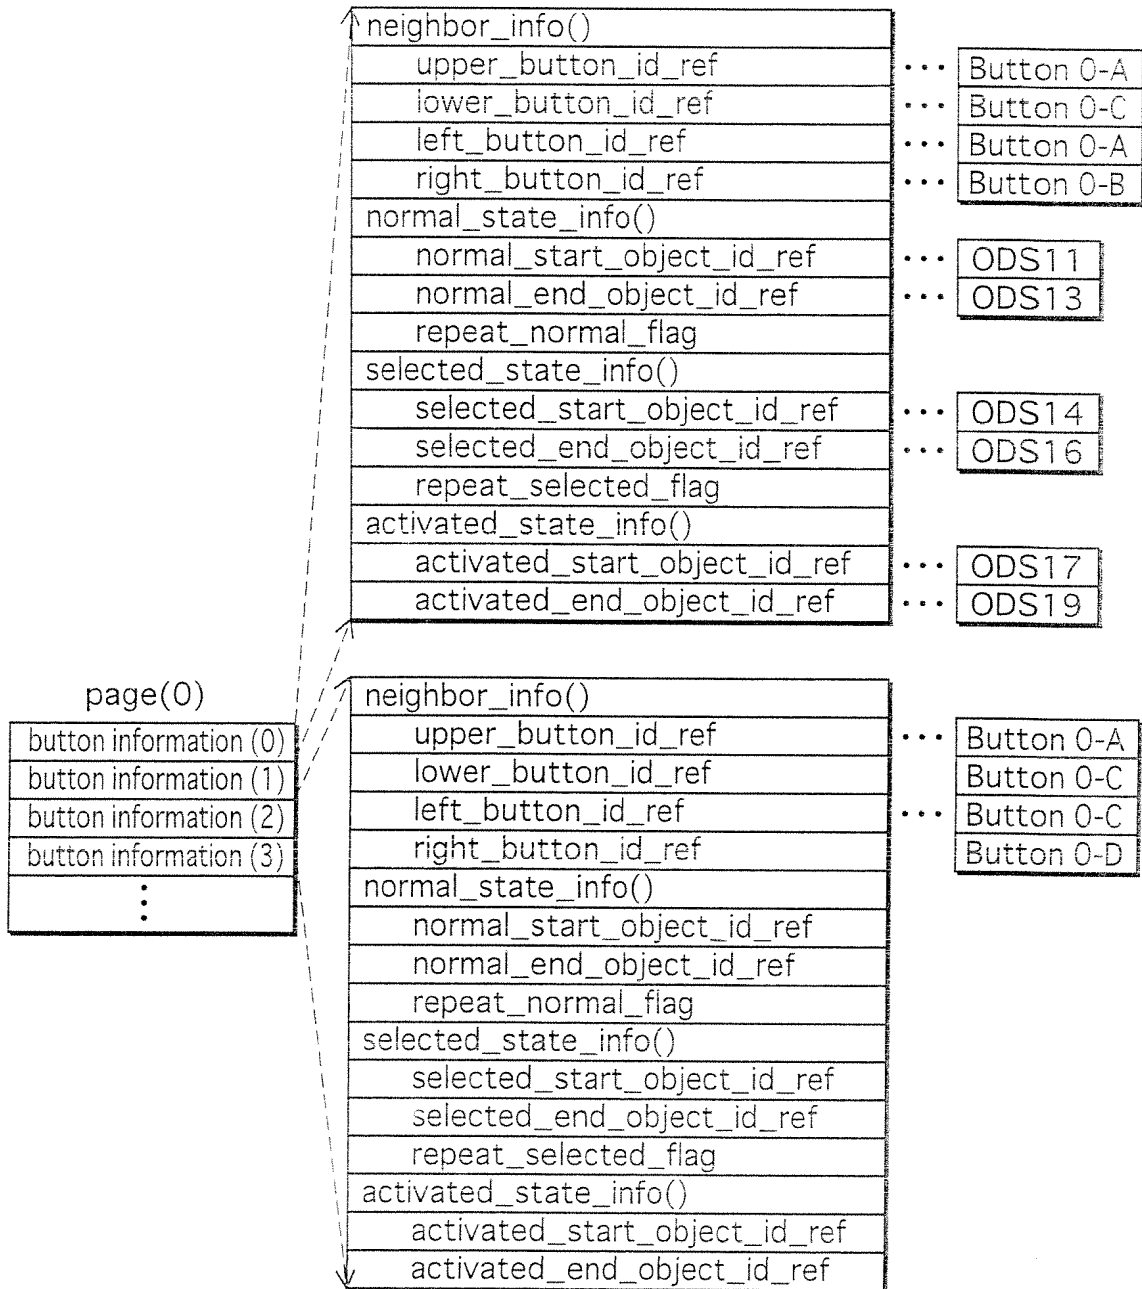 neighbor_info()
upper_button_id_ref ••• Button 0-A
lower_button_id_ref ••• Button 0-C
left_button_id_ref ••• Button 0-A
right_button_id_ref ••• Button 0-B
normal_state_info()
normal_start_object_id_ref ••• ODS11
normal_end_object_id_ref ••• ODS13
repeat_normal_flag
selected_state_info()
selected_start_object_id_ref ••• ODS14
selected_end_object_id_ref ••• ODS16
repeat_selected_flag
activated_state_info()
activated_start_object_id_ref ••• ODS17
activated_end_object_id_ref ••• ODS19
page(0)
button information (0)
button information (1)
button information (2)
button information (3)
neighbor_info()
upper_button_id_ref ••• Button 0-A
lower_button_id_ref Button 0-C
left_button_id_ref ••• Button 0-C
right_button_id_ref Button 0-D
normal_state_info()
normal_start_object_id_ref
normal_end_object_id_ref
repeat_normal_flag
selected_state_info()
selected_start_object_id_ref
selected_end_object_id_ref
repeat_selected_flag
activated_state_info()
activated_start_object_id_ref
activated_end_object_id_ref